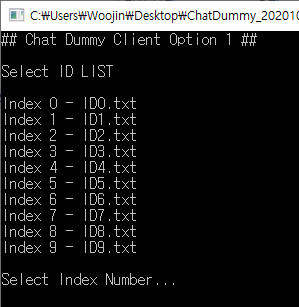 C:₩Users₩Woojin₩Desktop₩ChatDummy_202010
## Chat Dummy Client Option 1 ##
Select ID LIST
Index 0 - ID0.txt
Index 1 - ID1.txt
Index 2 - ID2.txt
Index 3 - ID3.txt
Index 4 - ID4.txt
Index 5 - ID5.txt
Index 6 - ID6.txt
Index 7 - ID7.txt
Index 8 - ID8.txt
Index 9 - ID9.txt
Select Index Number...